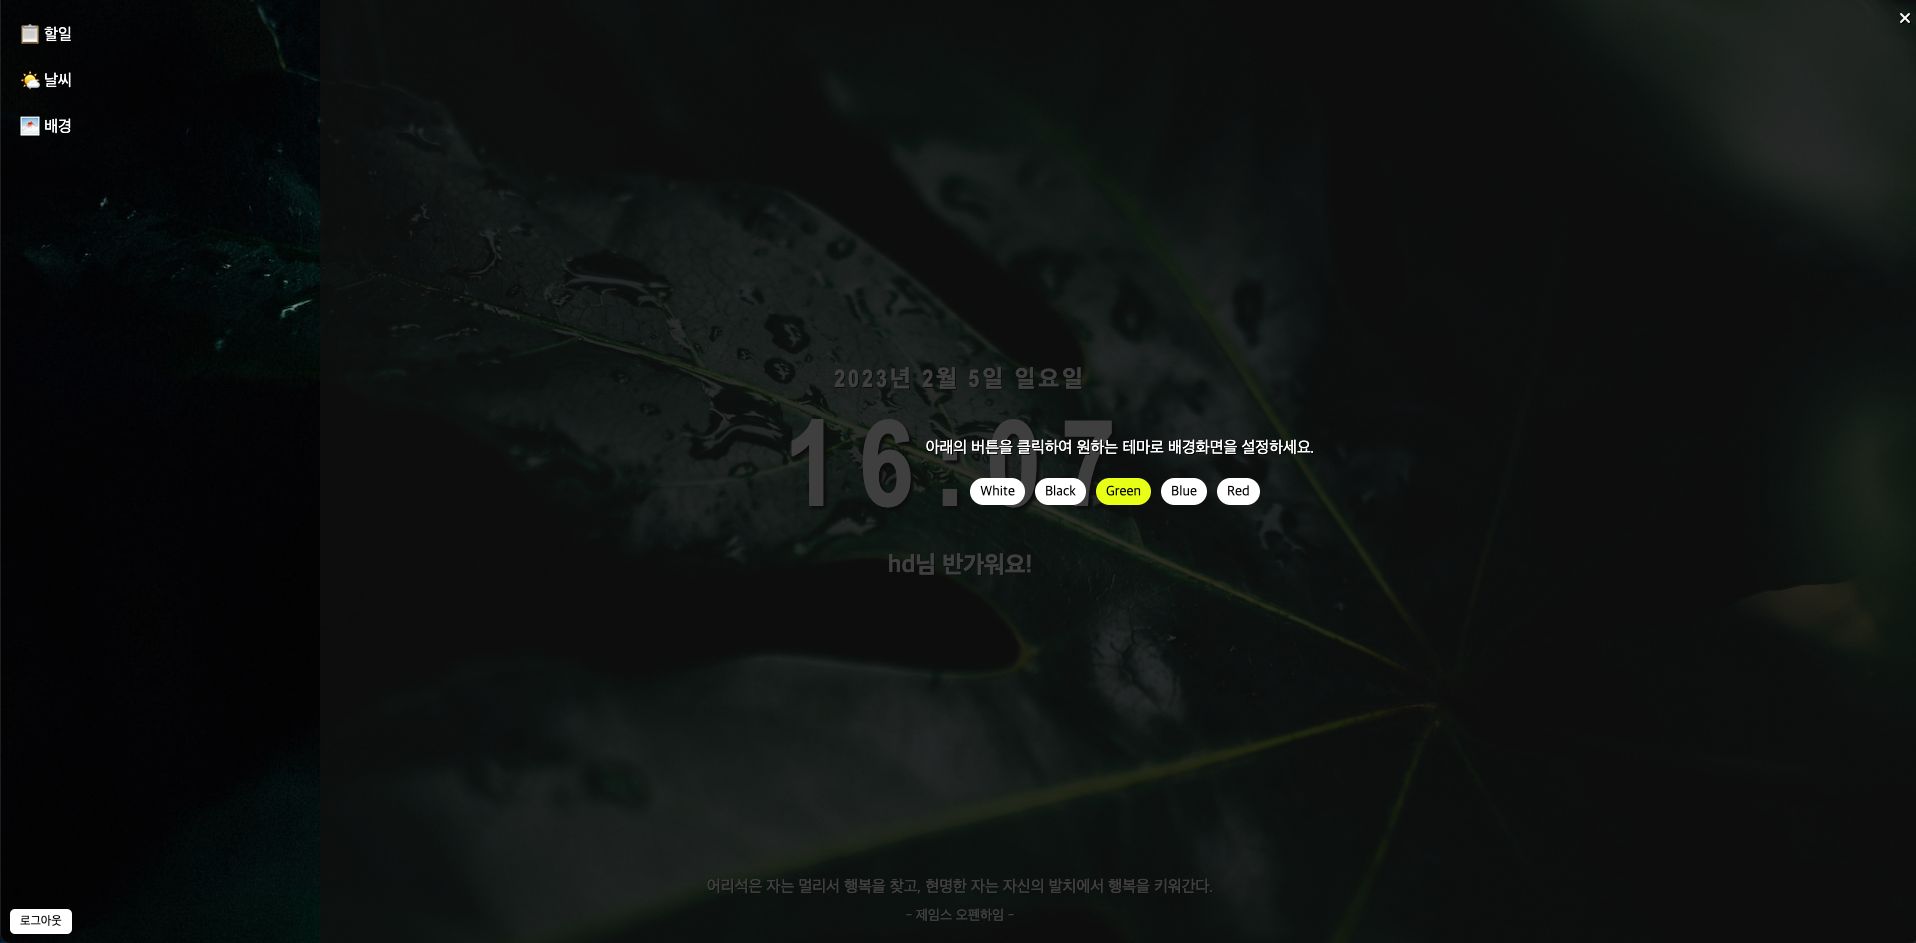 할일
날씨
배경
2023년 2월 5일 일요일
16:07
아래의 버튼을 클릭하여 원하는 테마로 배경화면을 설정하세요.
White Black Green Blue Red
hd님 반가워요!
어리석은 자는 멀리서 행복을 찾고, 현명한 자는 자신의 발치에서 행복을 키워간다.
- 제임스 오펜하임 -
로그아웃